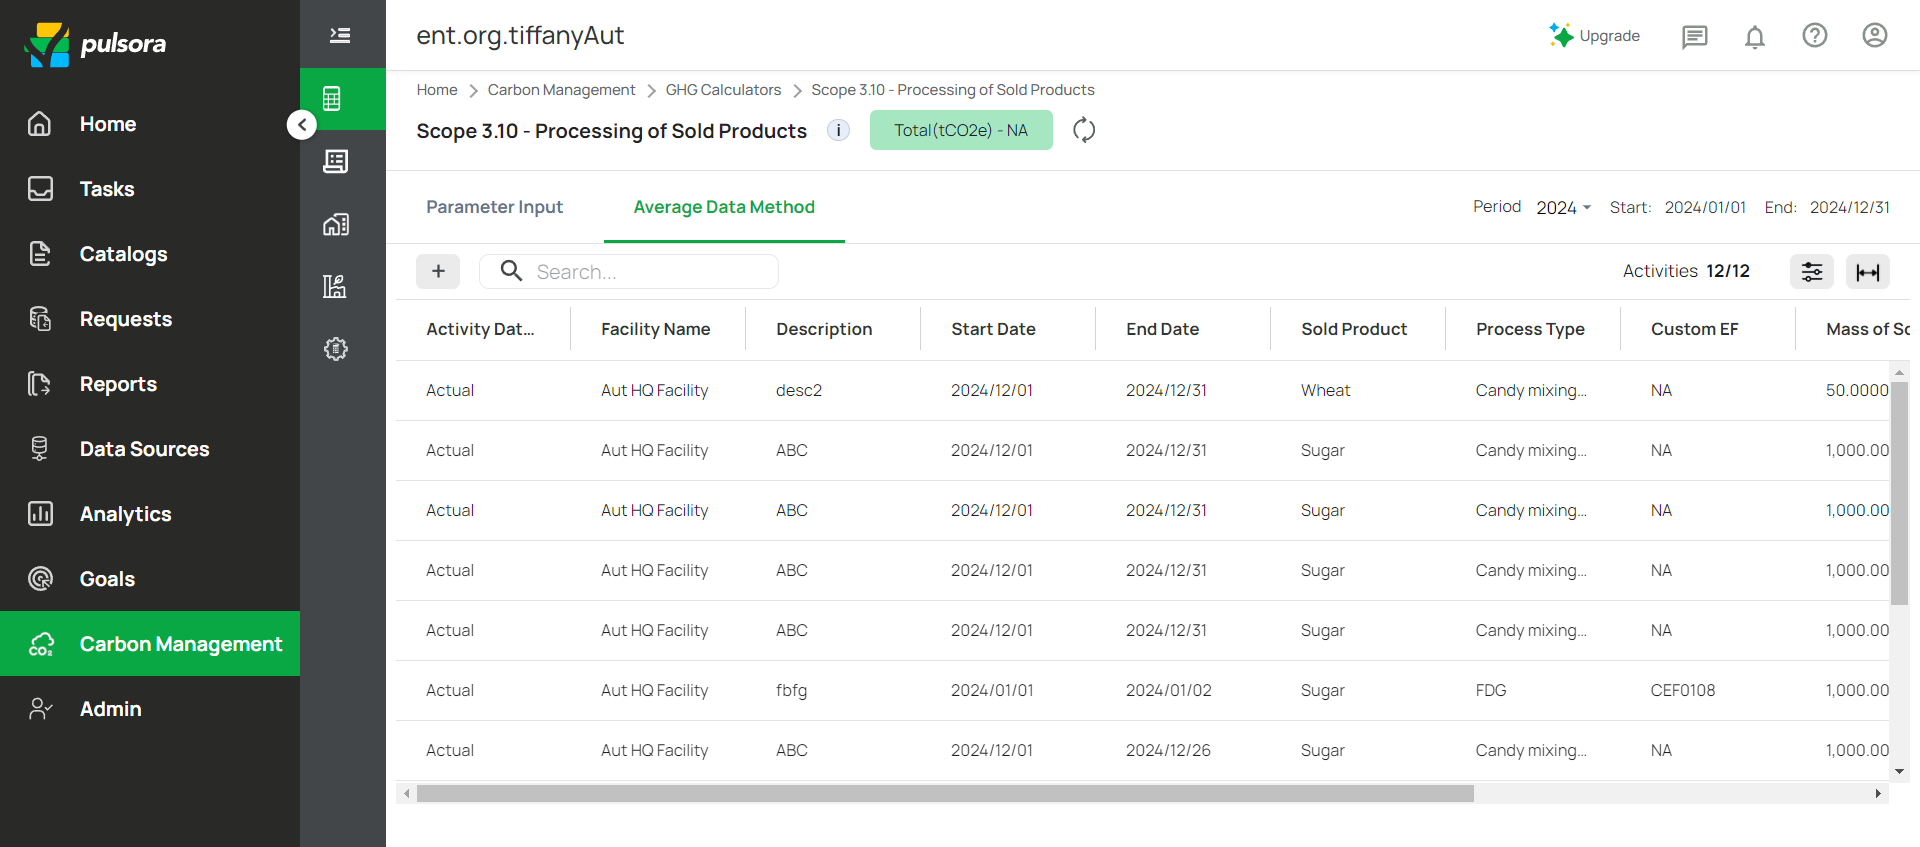 pulsora
Home
Tasks
Catalogs
Requests
Reports
Data Sources
Analytics
Goals
CO₂
Carbon Management
Admin
ent.org.tiffanyAut
Upgrade
Home > Carbon Management > GHG Calculators > Scope 3.10 - Processing of Sold Products
Scope 3.10 - Processing of Sold Products i Total(tCO2e) - NA
Parameter Input Average Data Method Period 2024 Start: 2024/01/01 End: 2024/12/31
+ Search... Activities 12/12
Activity Dat... Facility Name Description Start Date End Date Sold Product Process Type Custom EF Mass of So
Actual Aut HQ Facility desc2 2024/12/01 2024/12/31 Wheat Candy mixing... NA 50.0000
Actual Aut HQ Facility ABC 2024/12/01 2024/12/31 Sugar Candy mixing... NA 1,000.00
Actual Aut HQ Facility ABC 2024/12/01 2024/12/31 Sugar Candy mixing... NA 1,000.00
Actual Aut HQ Facility ABC 2024/12/01 2024/12/31 Sugar Candy mixing... NA 1,000.00
Actual Aut HQ Facility ABC 2024/12/01 2024/12/31 Sugar Candy mixing... NA 1,000.00
Actual Aut HQ Facility fbfg 2024/01/01 2024/01/02 Sugar FDG CEF0108 1,000.00
Actual Aut HQ Facility ABC 2024/12/01 2024/12/26 Sugar Candy mixing... NA 1,000.00